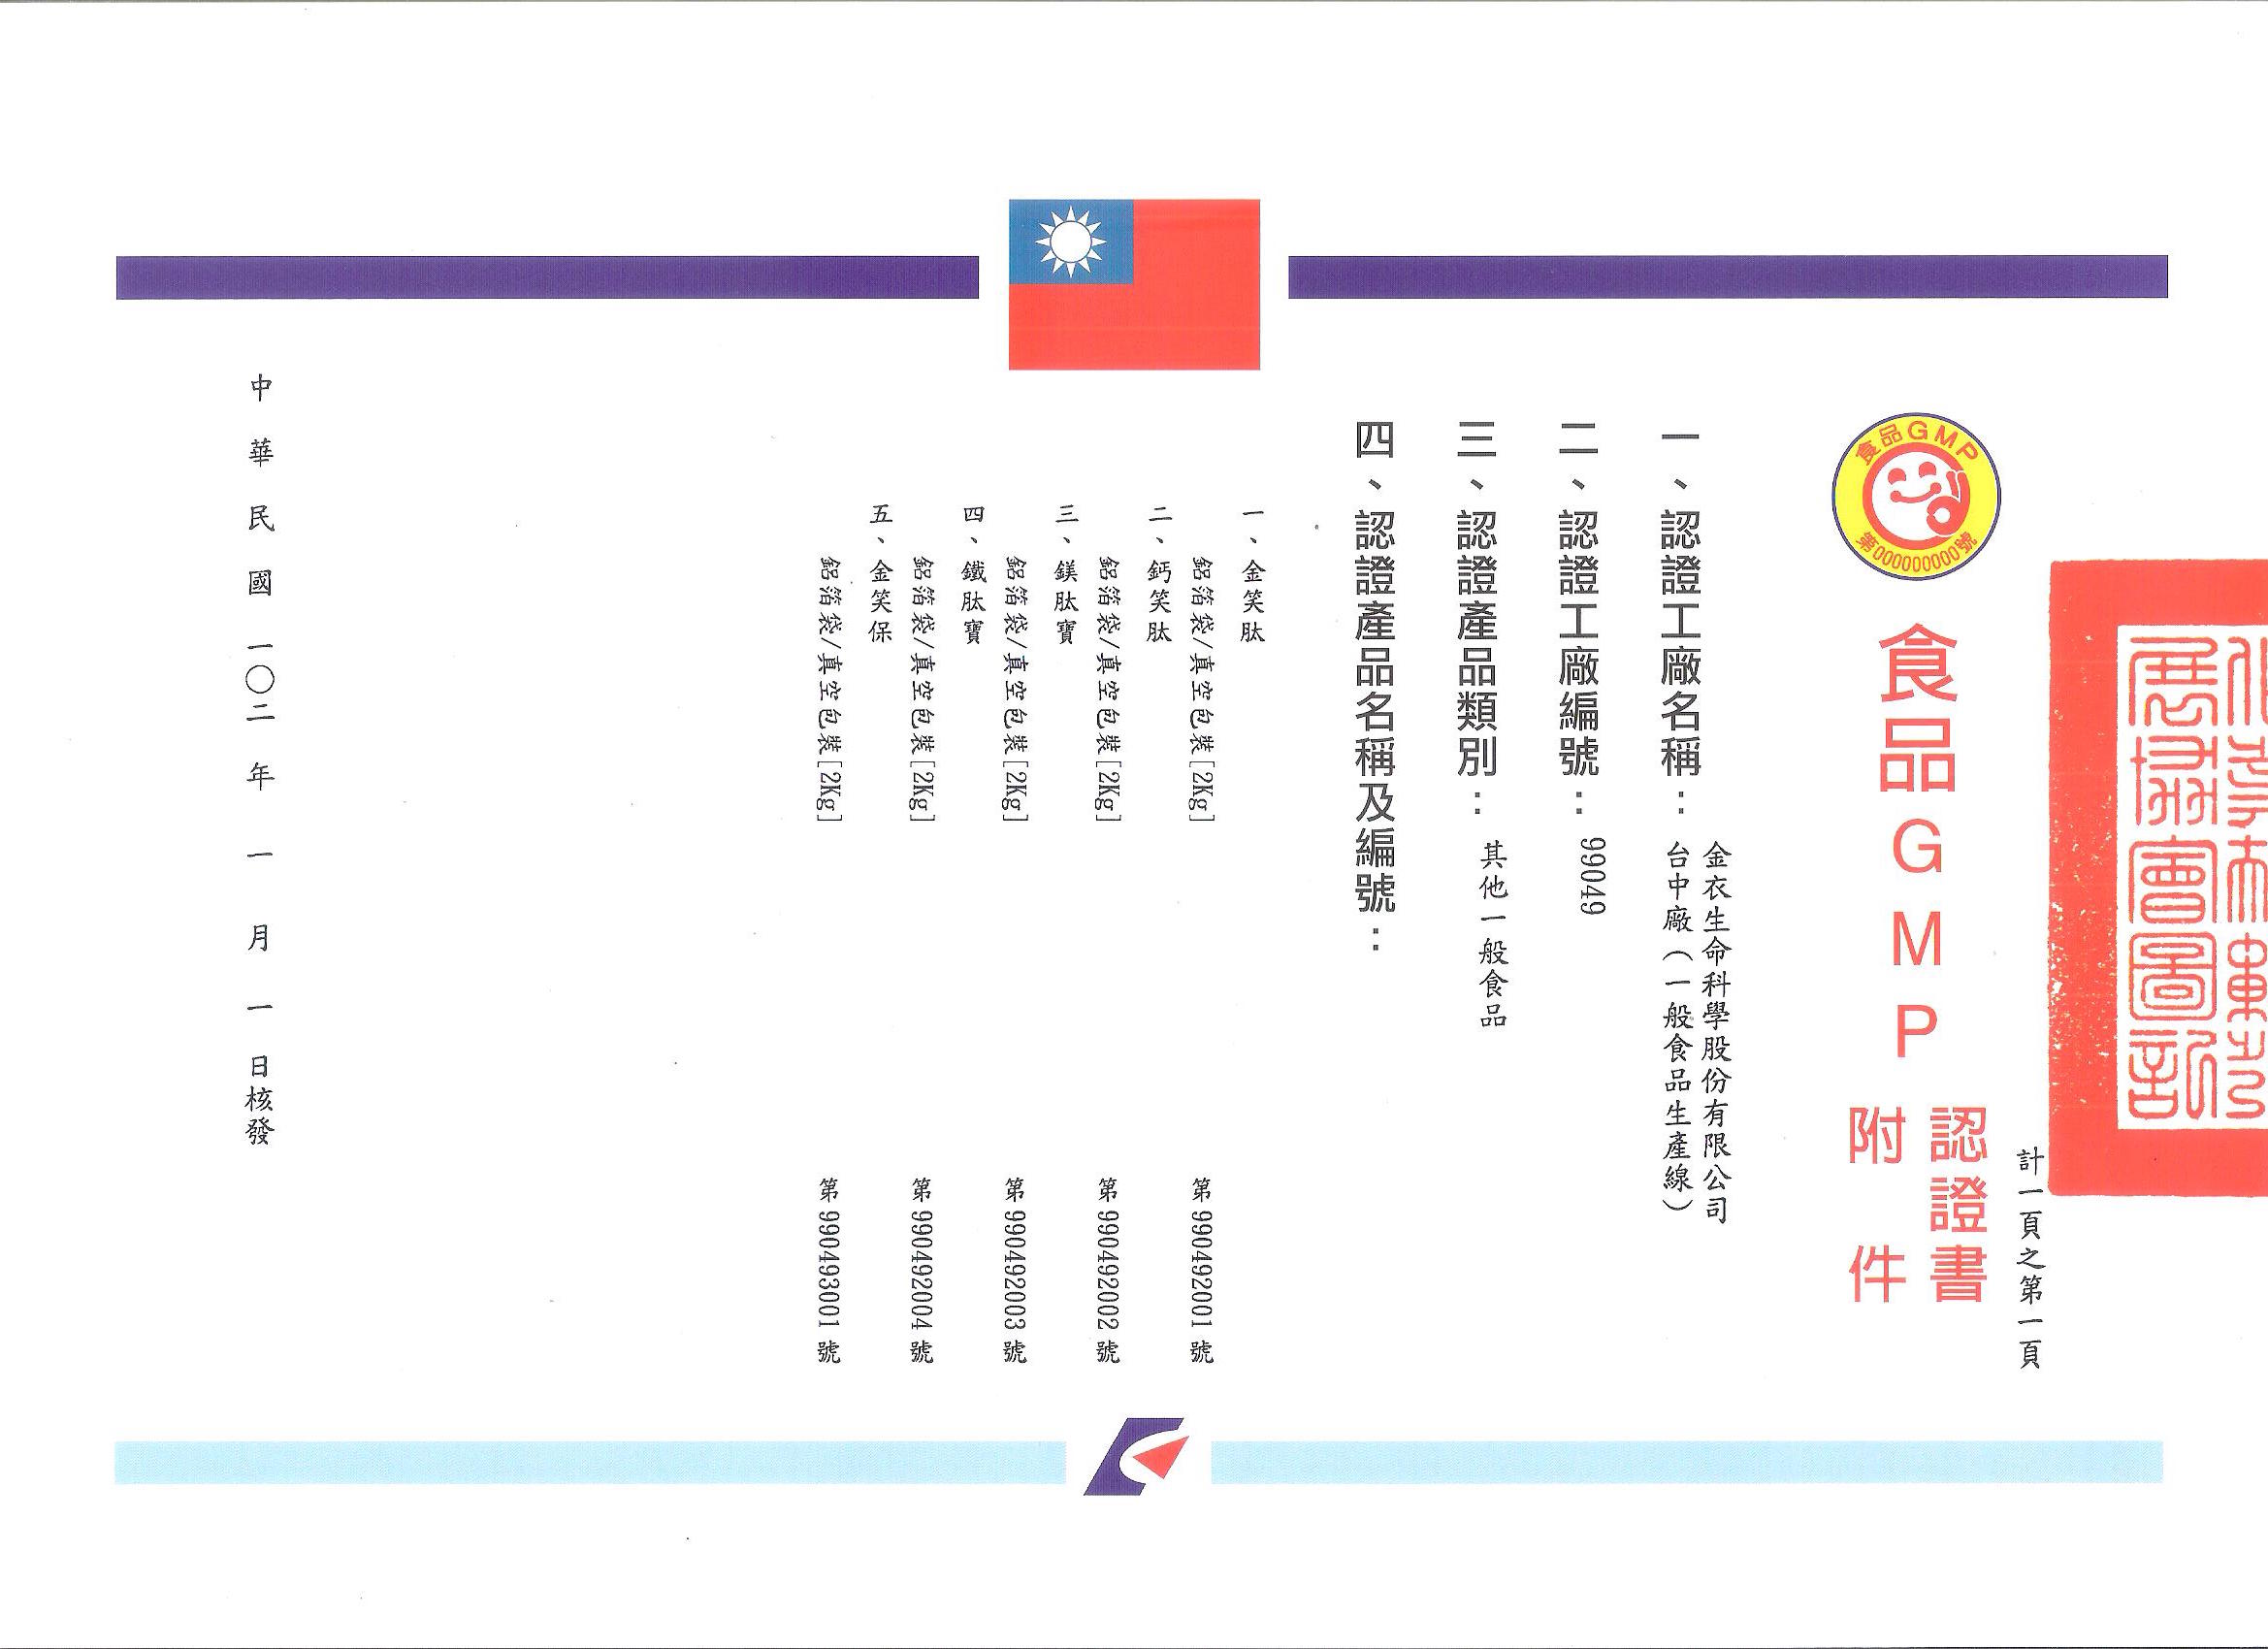 計一頁之第一頁
食品GMP
第000000000號
食品GMP認證書附件
一、認證工廠名稱：金衣生命科學股份有限公司
台中廠（一般食品生產線）
二、認證工廠編號：99049
三、認證產品類別：其他一般食品
四、認證產品名稱及編號：
一、金笑肽
鋁箔袋/真空包裝[2Kg] 第990492001號
二、鈣笑肽
鋁箔袋/真空包裝[2Kg] 第990492002號
三、鎂肽寶
鋁箔袋/真空包裝[2Kg] 第990492003號
四、鐵肽寶
鋁箔袋/真空包裝[2Kg] 第990492004號
五、金笑保
鋁箔袋/真空包裝[2Kg] 第990493001號
中華民國一〇二年一月一日核發
展協會圖記